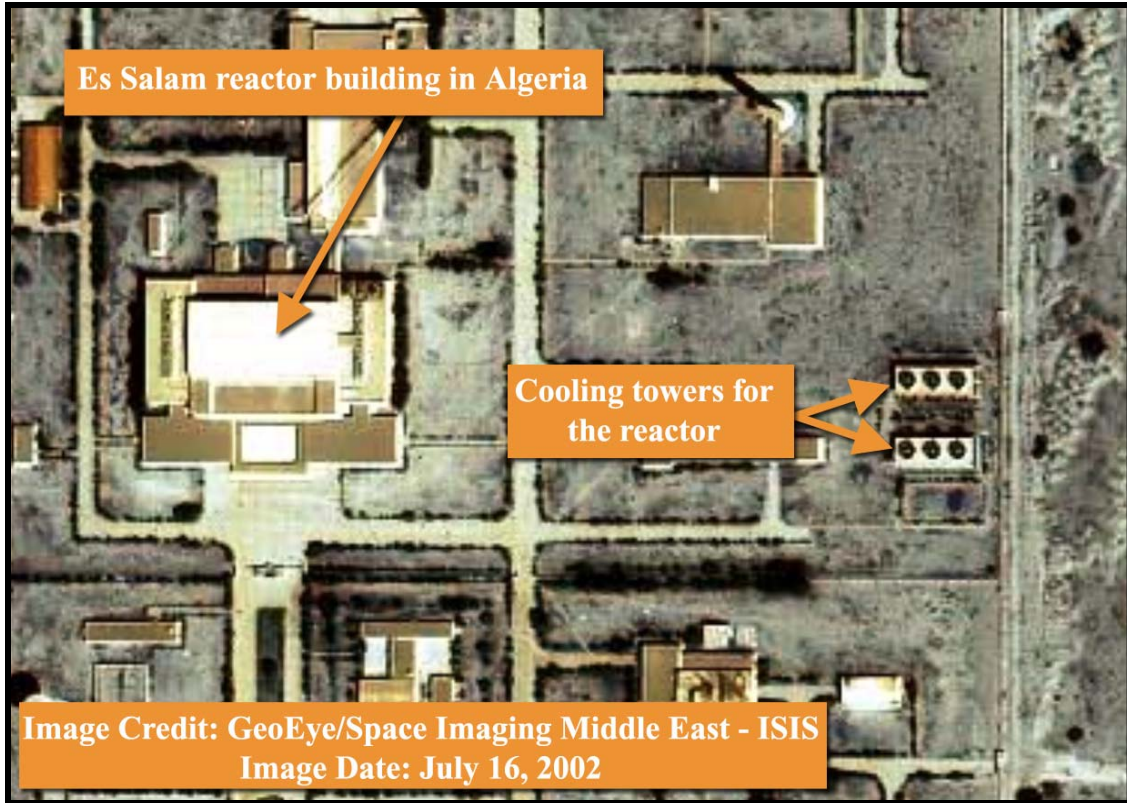 Es Salam reactor building in Algeria
Cooling towers for
the reactor
Image Credit: GeoEye/Space Imaging Middle East - ISIS
Image Date: July 16, 2002